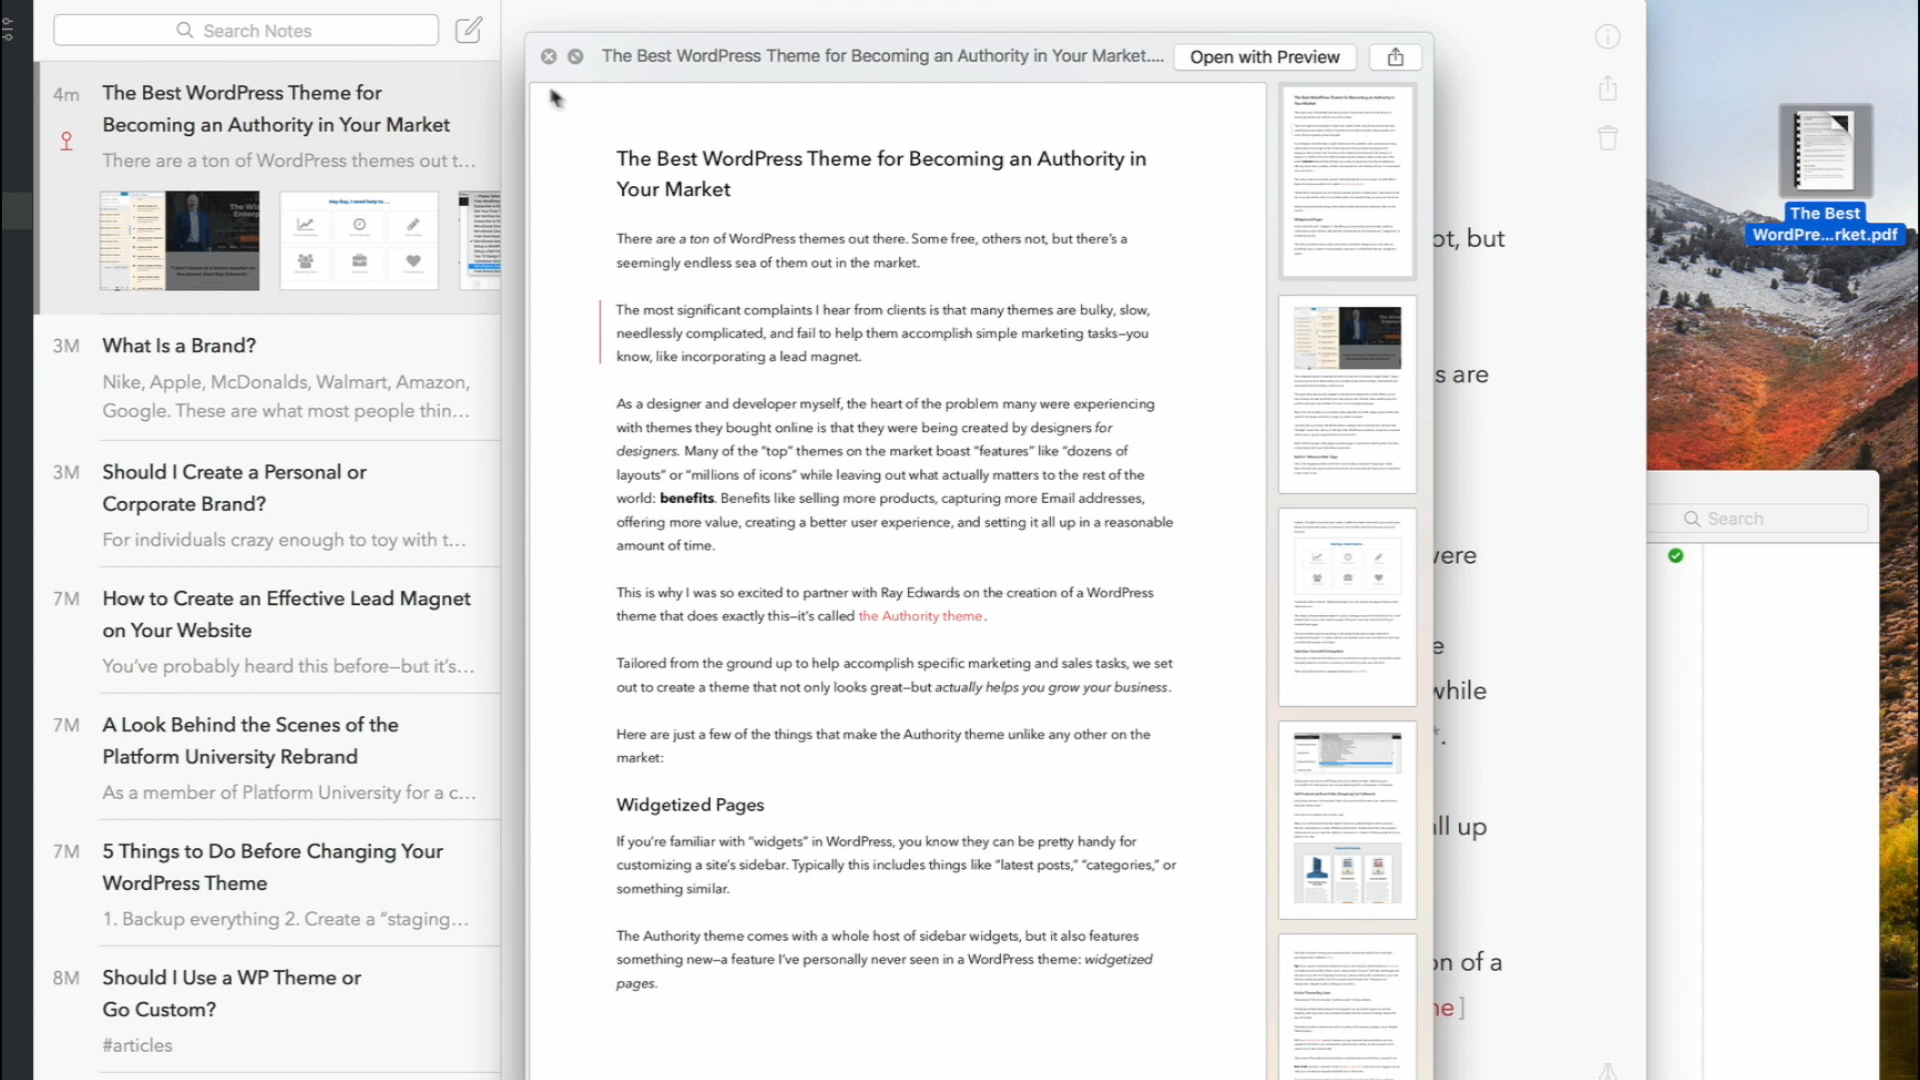 Search Notes
4m
The Best WordPress Theme for
Becoming an Authority in Your Market
There are a ton of WordPress themes out t...
Hey Ray, I need help to ...
3M
What Is a Brand?
Nike, Apple, McDonalds, Walmart, Amazon,
Google. These are what most people thin...
3M
Should I Create a Personal or
Corporate Brand?
For individuals crazy enough to toy with t...
7M
How to Create an Effective Lead Magnet
on Your Website
You've probably heard this before–but it's...
7M
A Look Behind the Scenes of the
Platform University Rebrand
As a member of Platform University for a c...
7M
5 Things to Do Before Changing Your
WordPress Theme
1. Backup everything 2. Create a “staging...
8M
Should I Use a WP Theme or
Go Custom?
#articles
The Best WordPress Theme for Becoming an Authority in Your Market....
Open with Preview
The Best WordPress Theme for Becoming an Authority in
Your Market
There are a ton of WordPress themes out there. Some free, others not, but there's a
seemingly endless sea of them out in the market.
The most significant complaints I hear from clients is that many themes are bulky, slow,
needlessly complicated, and fail to help them accomplish simple marketing tasks–you
know, like incorporating a lead magnet.
As a designer and developer myself, the heart of the problem many were experiencing
with themes they bought online is that they were being created by designers for
designers. Many of the “top” themes on the market boast “features” like “dozens of
layouts” or “millions of icons” while leaving out what actually matters to the rest of the
world: benefits. Benefits like selling more products, capturing more Email addresses,
offering more value, creating a better user experience, and setting it all up in a reasonable
amount of time.
This is why I was so excited to partner with Ray Edwards on the creation of a WordPress
theme that does exactly this–it's called the Authority theme.
Tailored from the ground up to help accomplish specific marketing and sales tasks, we set
out to create a theme that not only looks great–but actually helps you grow your business.
Here are just a few of the things that make the Authority theme unlike any other on the
market:
Widgetized Pages
If you're familiar with “widgets” in WordPress, you know they can be pretty handy for
customizing a site's sidebar. Typically this includes things like “latest posts,” “categories,” or
something similar.
The Authority theme comes with a whole host of sidebar widgets, but it also features
something new–a feature I've personally never seen in a WordPress theme: widgetized
pages.
ot, but
s are
were
e
while
*.
all up
on of a
me]
The Best
WordPre...rket.pdf
Search